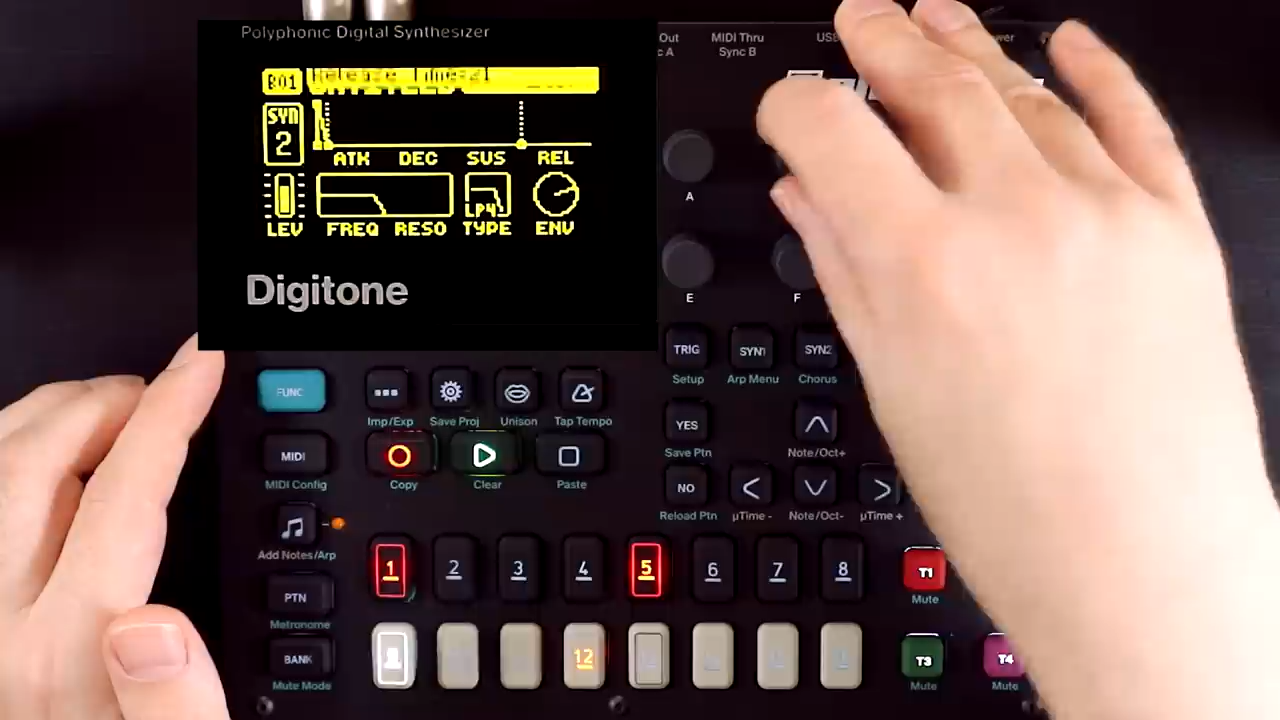 Polyphonic Digital Synthesizer
Out
MIDI Thru
Sync B
B01
SYN
2
ATK DEC SUS REL
LP4
LEV FREQ RESO TYPE ENV
Digitone
A
E
F
TRIG SYN1 SYN2
Setup Arp Menu Chorus
FUNC
Imp/Exp Save Proj Unison Tap Tempo
YES
Save Ptn Note/Oct+
MIDI
MIDI Config Copy Clear Paste
NO
Reload Ptn µTime - Note/Oct- µTime +
Add Notes/Arp
1 2 3 4 5 6 7 8
T1
Mute
PTN
Metronome
BANK
Mute Mode
12
T3 T4
Mute Mute